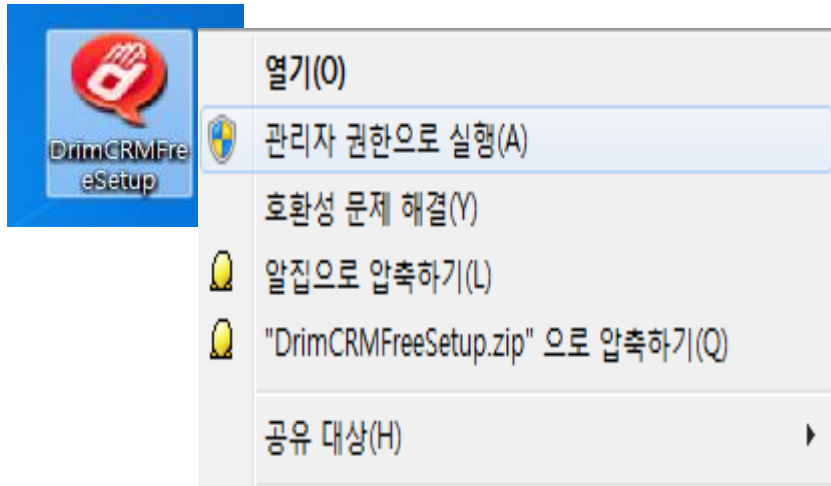 DrimCRMFre
eSetup
열기(O)
관리자 권한으로 실행(A)
호환성 문제 해결(Y)
알집으로 압축하기(L)
"DrimCRMFreeSetup.zip" 으로 압축하기(Q)
공유 대상(H)